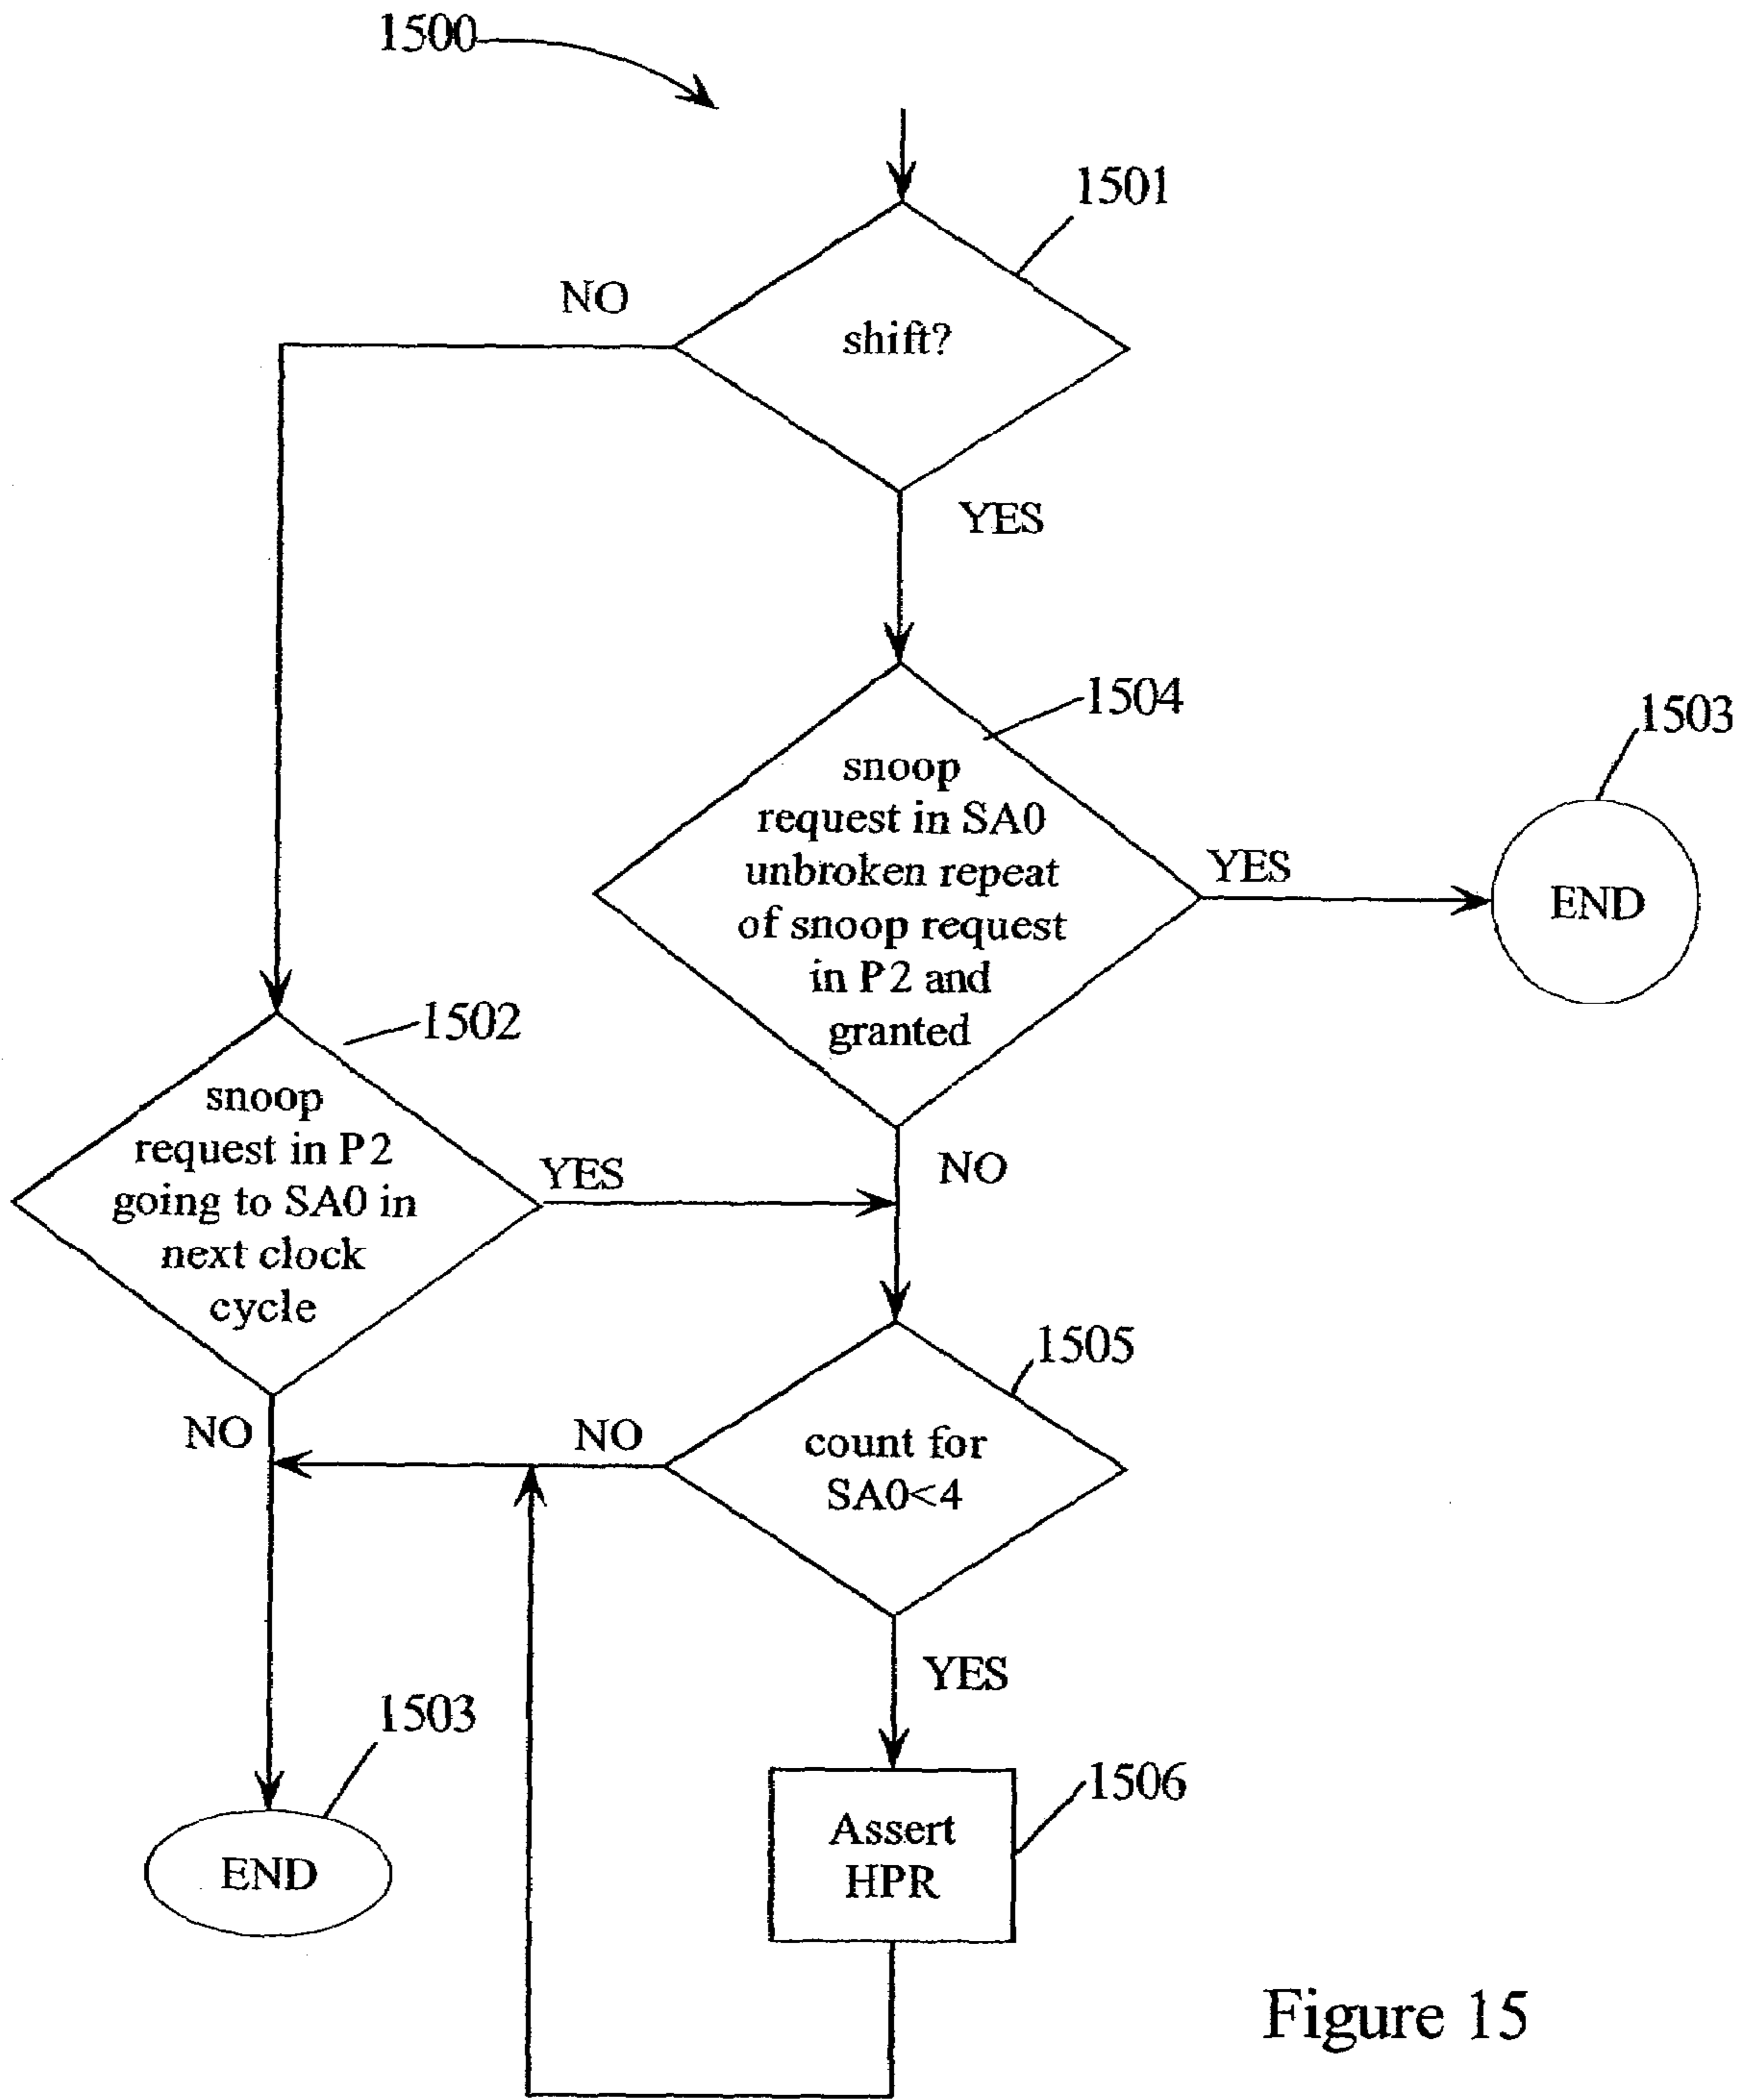 1500
1501
NO
shift?
YES
1504
1503
snoop
request in SA0
unbroken repeat
of snoop request
in P2 and
granted
YES
END
1502
snoop
request in P2
going to SA0 in
next clock
cycle
YES
NO
1505
NO
NO
count for
SA0<4
YES
1503
1506
END
Assert
HPR
Figure 15